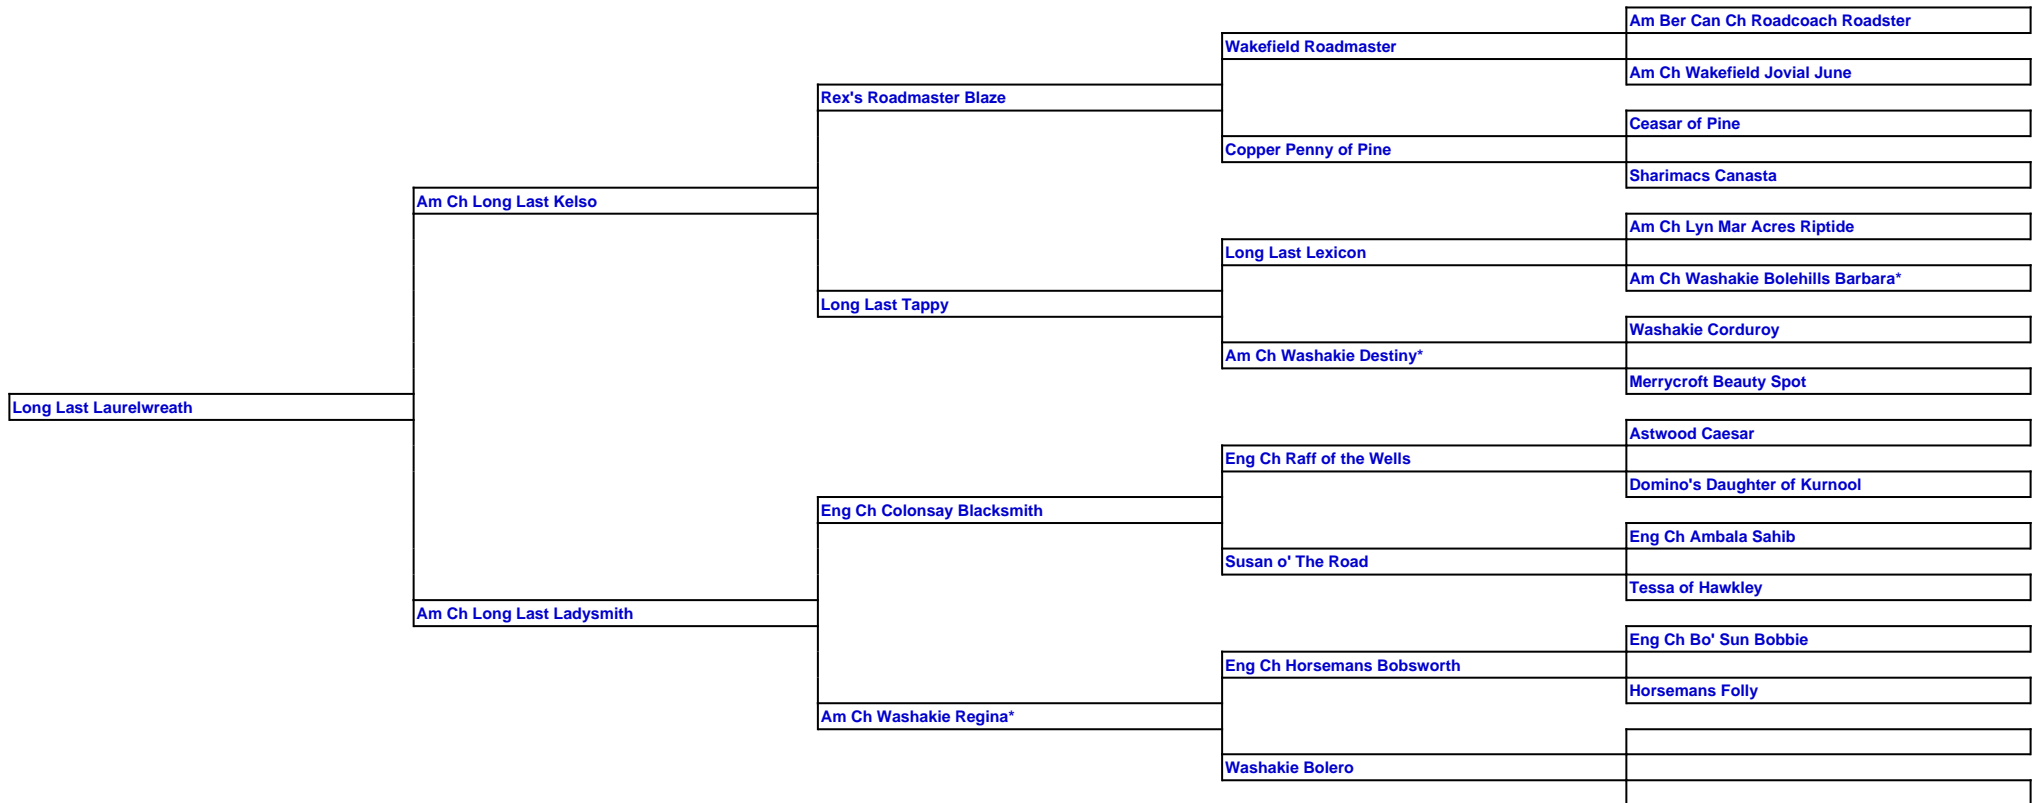 Am Ber Can Ch Roadcoach Roadster
Wakefield Roadmaster
Am Ch Wakefield Jovial June
Rex's Roadmaster Blaze
Ceasar of Pine
Copper Penny of Pine
Sharimacs Canasta
Am Ch Long Last Kelso
Am Ch Lyn Mar Acres Riptide
Long Last Lexicon
Am Ch Washakie Bolehills Barbara*
Long Last Tappy
Washakie Corduroy
Am Ch Washakie Destiny*
Merrycroft Beauty Spot
Long Last Laurelwreath
Astwood Caesar
Eng Ch Raff of the Wells
Domino's Daughter of Kurnool
Eng Ch Colonsay Blacksmith
Eng Ch Ambala Sahib
Susan o' The Road
Tessa of Hawkley
Am Ch Long Last Ladysmith
Eng Ch Bo' Sun Bobbie
Eng Ch Horsemans Bobsworth
Horsemans Folly
Am Ch Washakie Regina*
Washakie Bolero